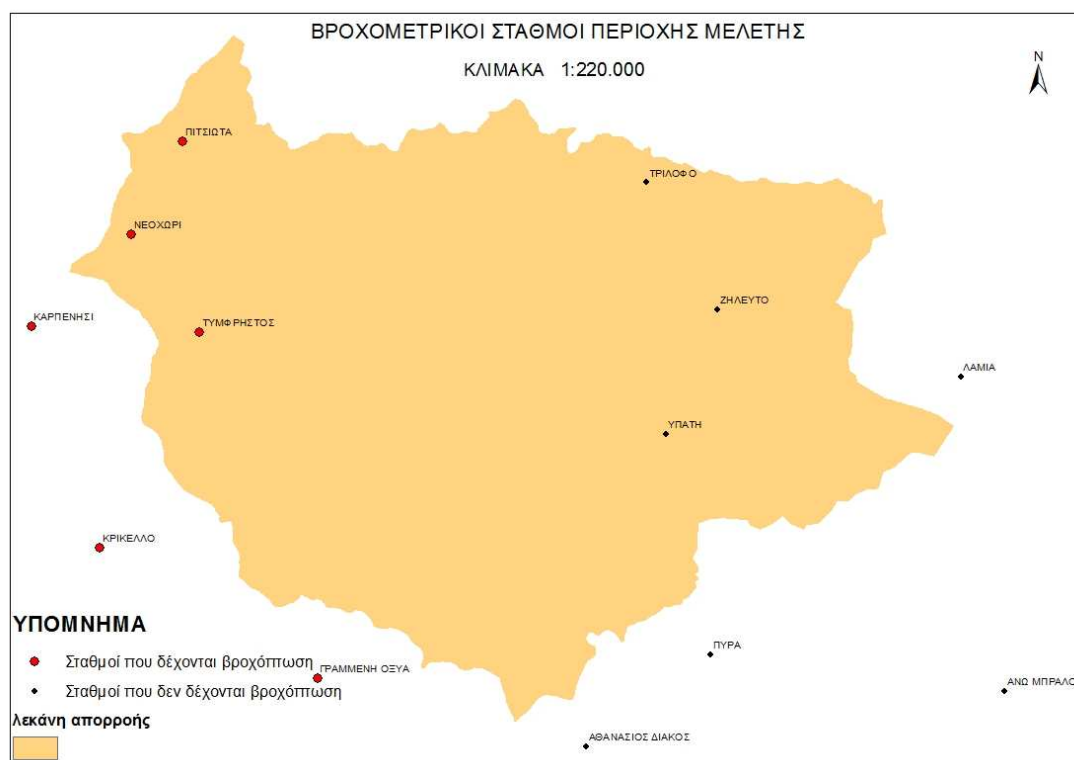 ΒΡΟΧΟΜΕΤΡΙΚΟΙ ΣΤΑΘΜΟΙ ΠΕΡΙΟΧΗΣ ΜΕΛΕΤΗΣ
ΚΛΙΜΑΚΑ 1:220.000
N
ΠΙΤΣΙΩΤΑ
ΤΡΙΛΟΦΟ
ΝΕΟΧΩΡΙ
ΖΗΛΕΥΤΟ
ΚΑΡΠΕΝΗΣΙ
ΤΥΜΦΡΗΣΤΟΣ
ΛΑΜΙΑ
ΥΠΑΤΗ
ΚΡΙΚΕΛΛΟ
ΥΠΟΜΝΗΜΑ
Σταθμοί που δέχονται βροχόπτωση
Σταθμοί που δεν δέχονται βροχόπτωση
λεκάνη απορροής
ΓΡΑΜΜΕΝΗ ΟΞΥΑ
ΠΥΡΑ
ΑΝΩ ΜΠΡΑΛΟ
ΑΘΑΝΑΣΙΟΣ ΔΙΑΚΟΣ